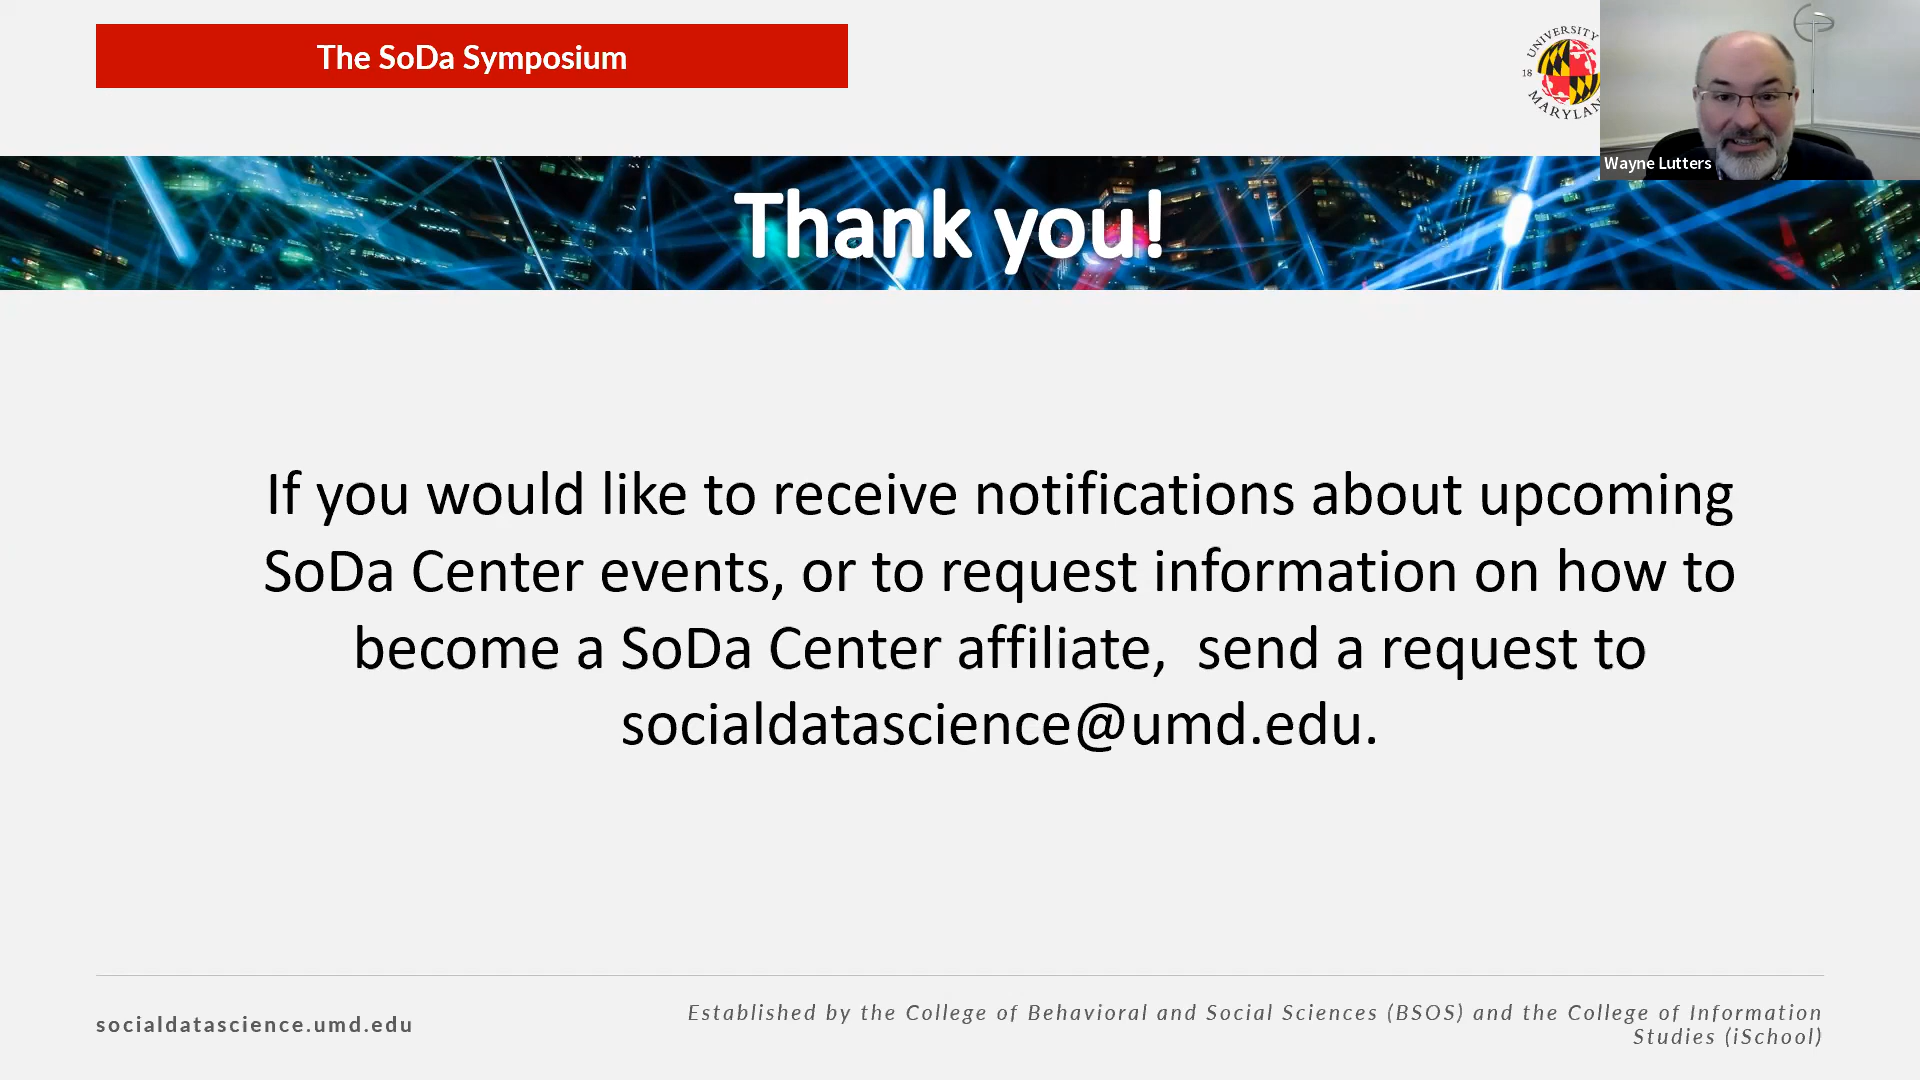 The SoDa Symposium
UNIVERSITY
18
Wayne Lutters
Thank you!
If you would like to receive notifications about upcoming
SoDa Center events, or to request information on how to
become a SoDa Center affiliate,  send a request to
socialdatascience@umd.edu.
socialdatascience.umd.edu
Established by the College of Behavioral and Social Sciences (BSOS) and the College of Information
Studies (iSchool)